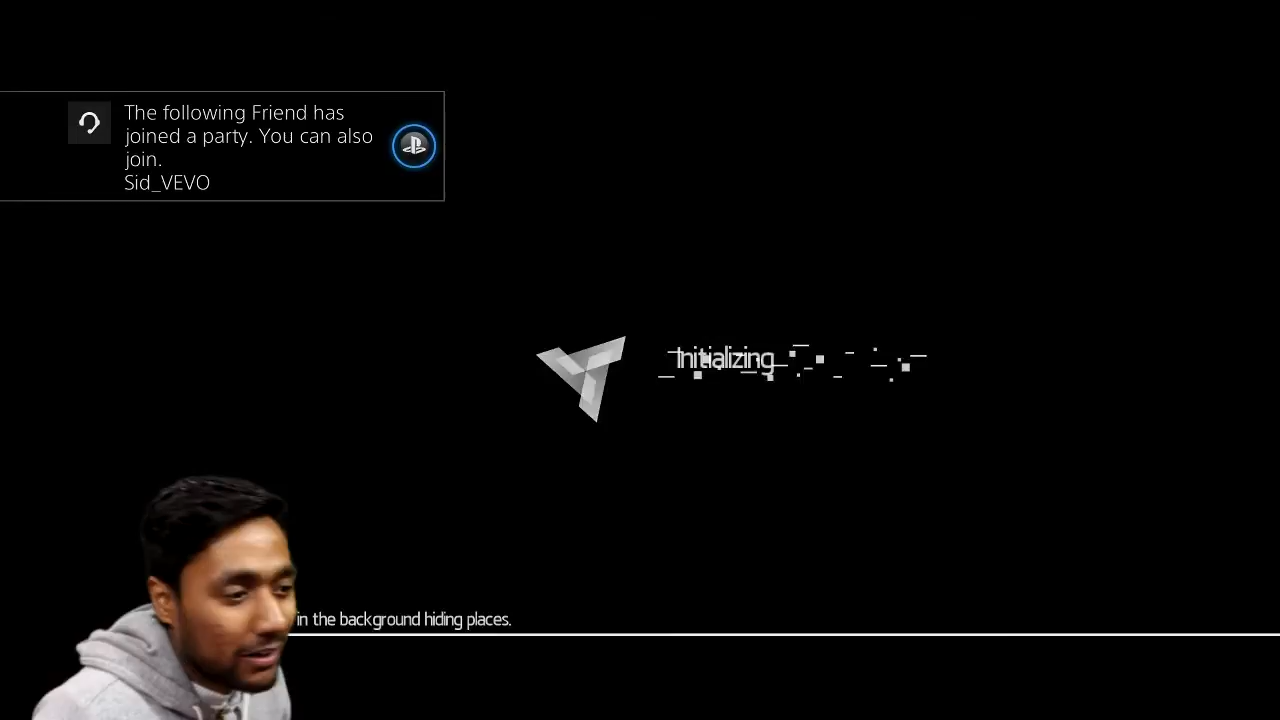 The following Friend has
joined a party. You can also
join.
Sid_VEVO
Initializing
in the background hiding places.